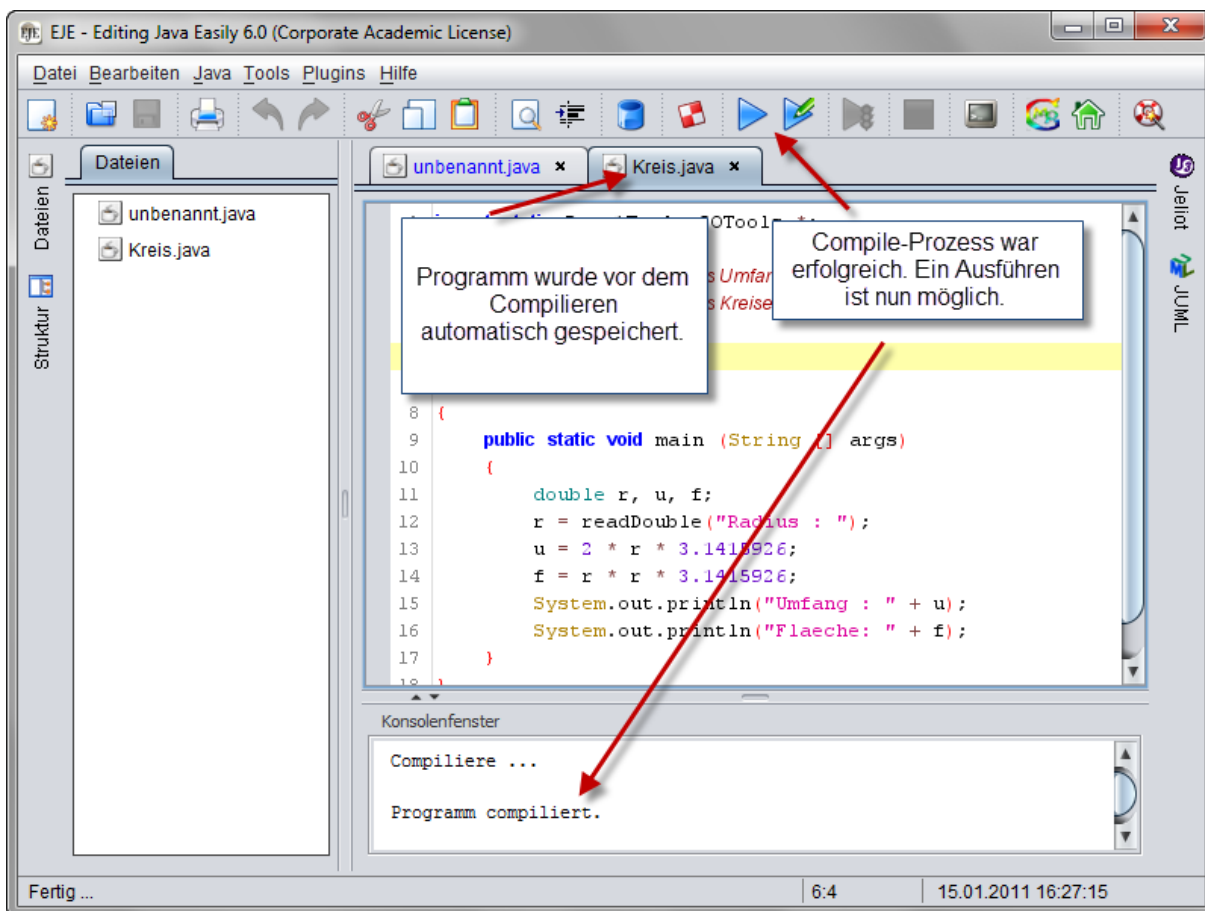 EJE - Editing Java Easily 6.0 (Corporate Academic License)
Datei Bearbeiten Java Tools Plugins Hilfe
Dateien
Struktur
Dateien
unbenannt.java
Kreis.java
unbenannt.java
Kreis.java
Programm wurde vor dem
Compilieren
automatisch gespeichert.
Compile-Prozess war
erfolgreich. Ein Ausführen
ist nun möglich.
8 {
9 public static void main (String [] args)
10 {
11 double r, u, f;
12 r = readDouble("Radius : ");
13 u = 2 * r * 3.1415926;
14 f = r * r * 3.1415926;
15 System.out.println("Umfang : " + u);
16 System.out.println("Flaeche: " + f);
17 }
18 }
Konsolenfenster
Compiliere ...
Programm compiliert.
Jeliot
JUML
Fertig ...
6:4
15.01.2011 16:27:15